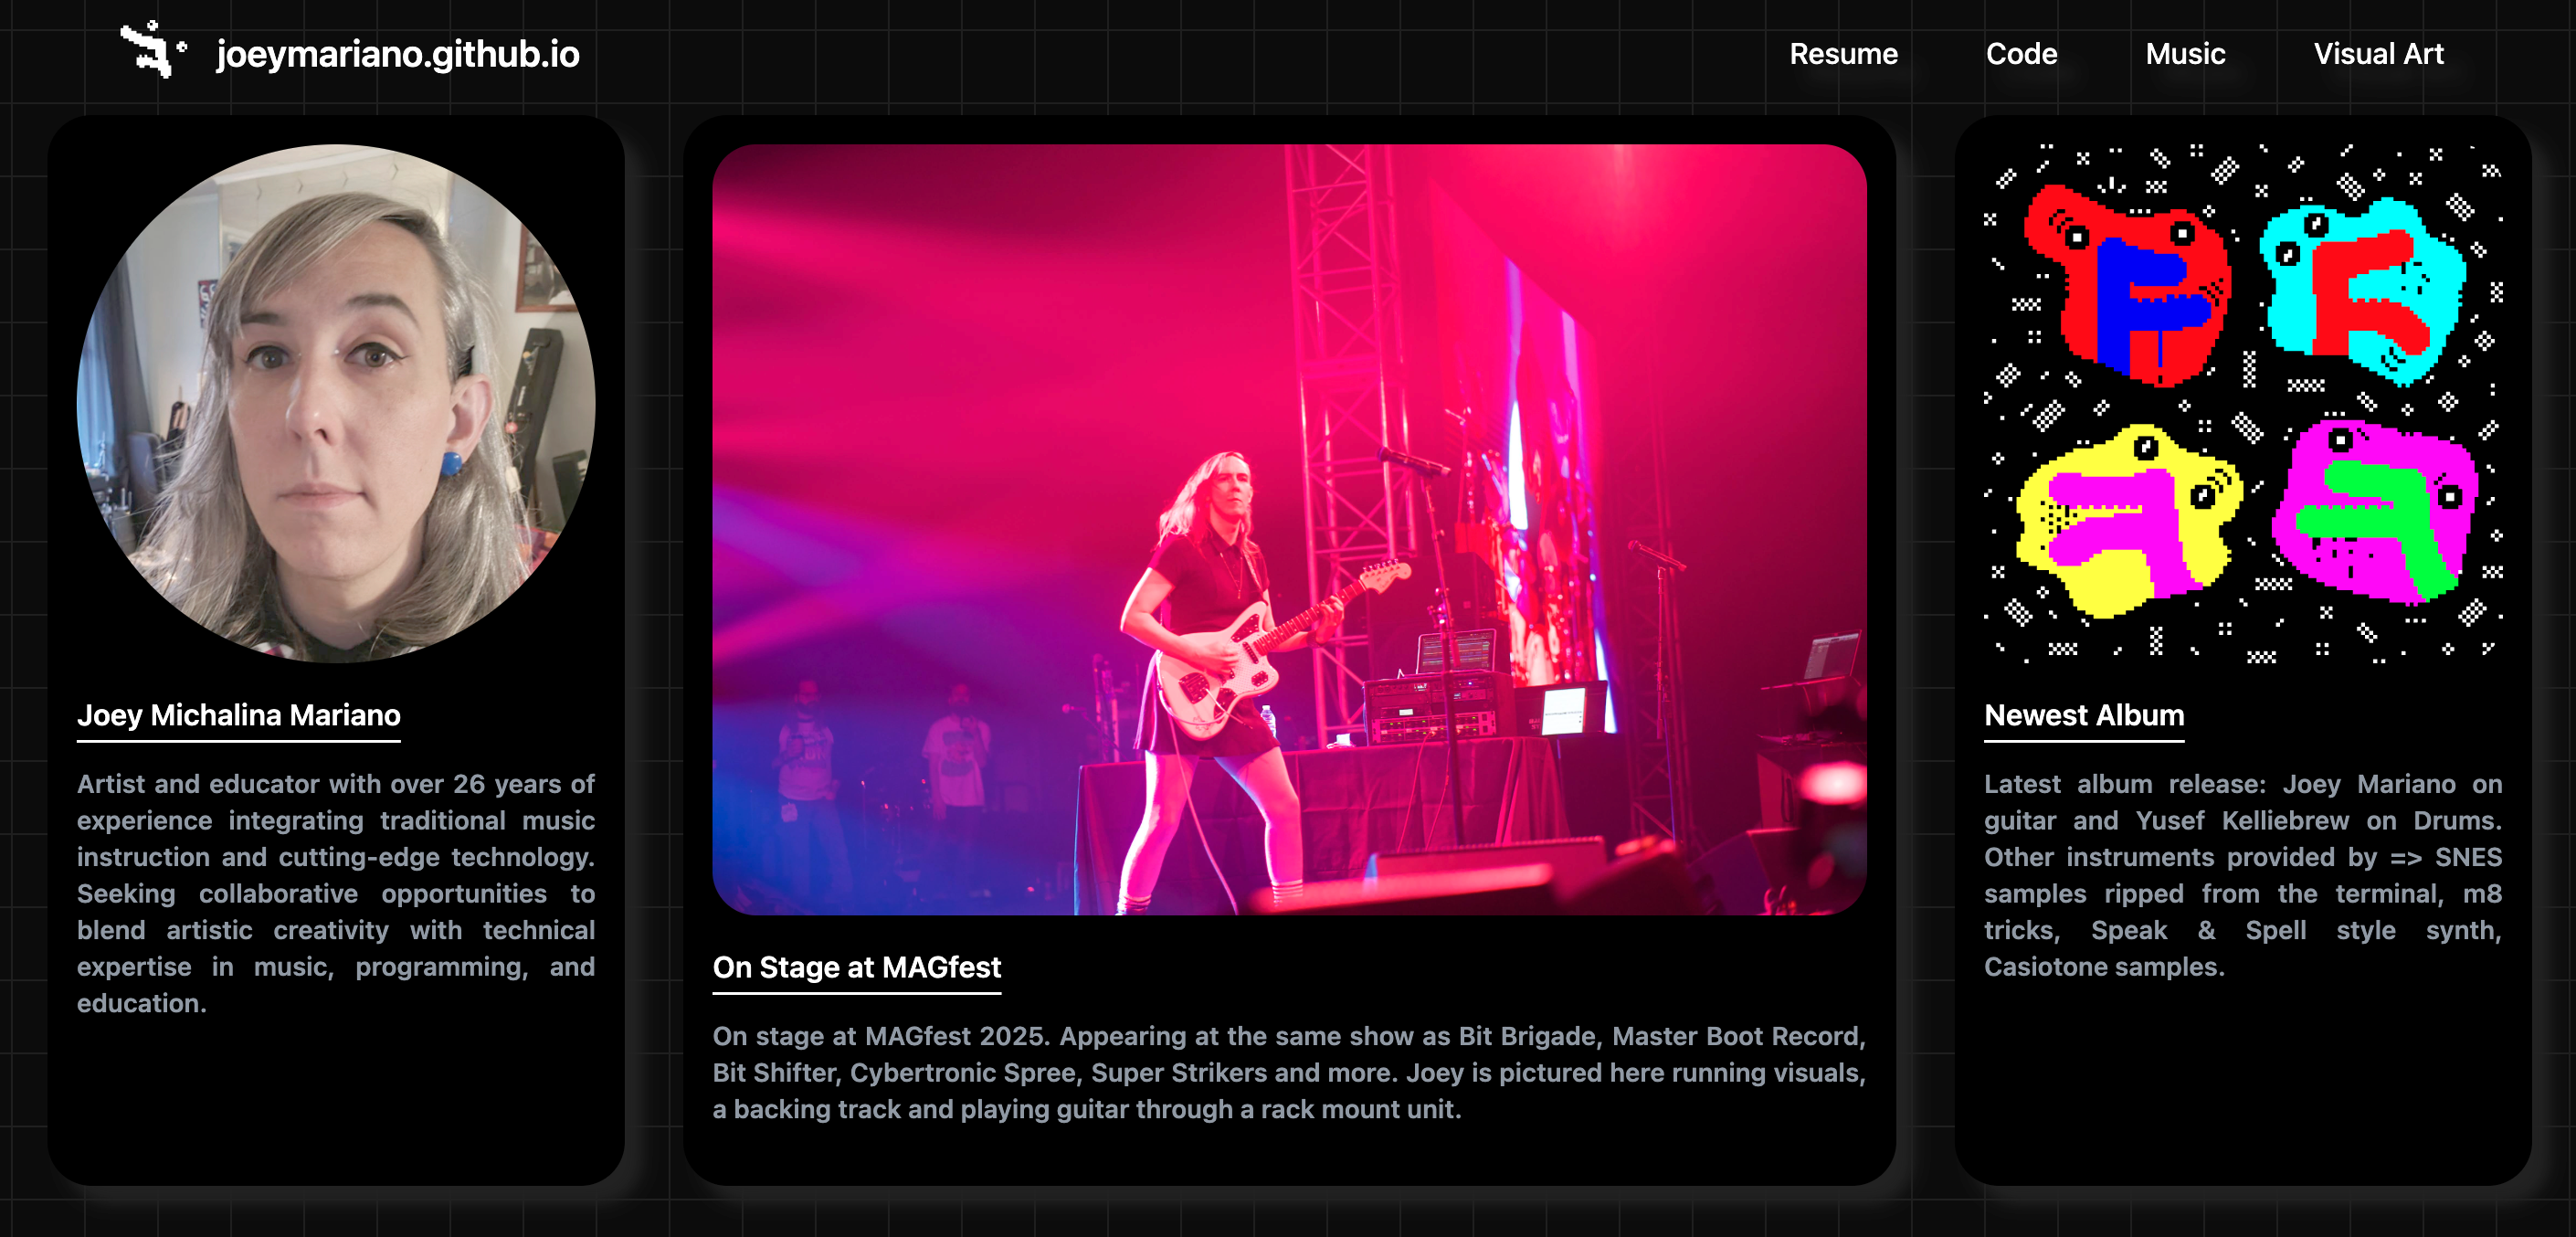 joeymariano.github.io
Resume
Code
Music
Visual Art
Joey Michalina Mariano
Artist and educator with over 26 years of
experience integrating traditional music
instruction and cutting-edge technology.
Seeking collaborative opportunities to
blend artistic creativity with technical
expertise in music, programming, and
education.
On Stage at MAGfest
On stage at MAGfest 2025. Appearing at the same show as Bit Brigade, Master Boot Record,
Bit Shifter, Cybertronic Spree, Super Strikers and more. Joey is pictured here running visuals,
a backing track and playing guitar through a rack mount unit.
Newest Album
Latest album release: Joey Mariano on
guitar and Yusef Kelliebrew on Drums.
Other instruments provided by => SNES
samples ripped from the terminal, m8
tricks, Speak & Spell style synth,
Casiotone samples.